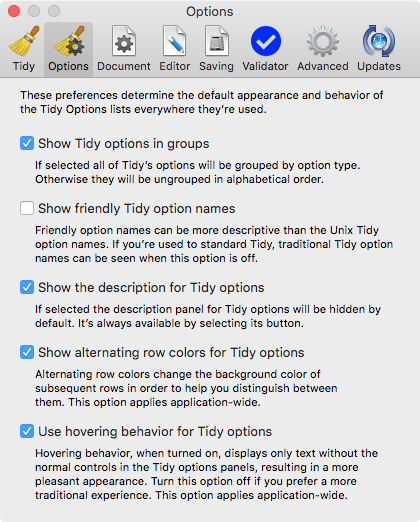 Options
Tidy Options Document Editor Saving Validator Advanced Updates
These preferences determine the default appearance and behavior of
the Tidy Options lists everywhere they're used.
Show Tidy options in groups
If selected all of Tidy's options will be grouped by option type.
Otherwise they will be ungrouped in alphabetical order.
Show friendly Tidy option names
Friendly option names can be more descriptive than the Unix Tidy
option names. If you're used to standard Tidy, traditional Tidy option
names can be seen when this option is off.
Show the description for Tidy options
If selected the description panel for Tidy options will be hidden by
default. It's always available by selecting its button.
Show alternating row colors for Tidy options
Alternating row colors change the background color of
subsequent rows in order to help you distinguish between
them. This option applies application-wide.
Use hovering behavior for Tidy options
Hovering behavior, when turned on, displays only text without the
normal controls in the Tidy options panels, resulting in a more
pleasant appearance. Turn this option off if you prefer a more
traditional experience. This option applies application-wide.